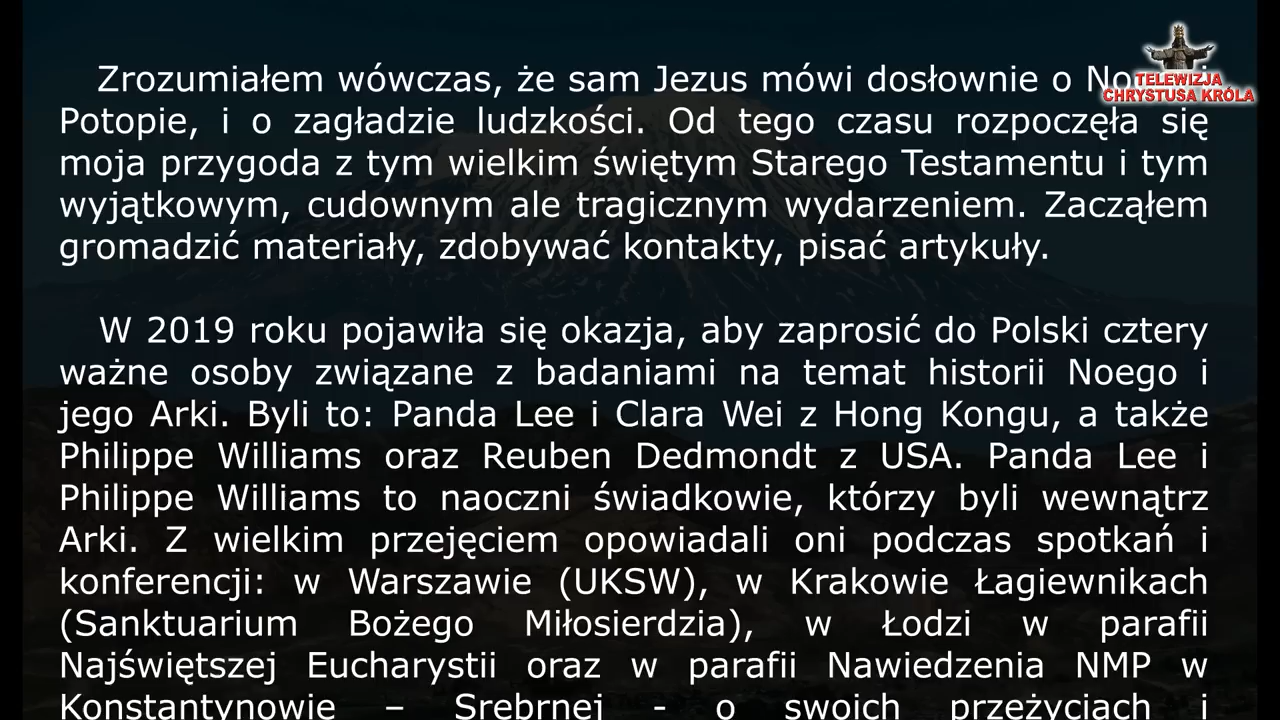 Zrozumiałem wówczas, że sam Jezus mówi dosłownie o
TELEWIZJA
CHRYSTUSA KRÓLA
Potopie, i o zagładzie ludzkości. Od tego czasu rozpoczęła się
moja przygoda z tym wielkim świętym Starego Testamentu i tym
wyjątkowym, cudownym ale tragicznym wydarzeniem. Zacząłem
gromadzić materiały, zdobywać kontakty, pisać artykuły.
W 2019 roku pojawiła się okazja, aby zaprosić do Polski cztery
ważne osoby związane z badaniami na temat historii Noego i
jego Arki. Byli to: Panda Lee i Clara Wei z Hong Kongu, a także
Philippe Williams oraz Reuben Dedmondt z USA. Panda Lee i
Philippe Williams to naoczni świadkowie, którzy byli wewnątrz
Arki. Z wielkim przejęciem opowiadali oni podczas spotkań i
konferencji: w Warszawie (UKSW), w Krakowie Łagiewnikach
(Sanktuarium Bożego Miłosierdzia), w Łodzi w parafii
Najświętszej Eucharystii oraz w parafii Nawiedzenia NMP w
Konstantynowie – Srebrnej - o swoich przeżyciach i